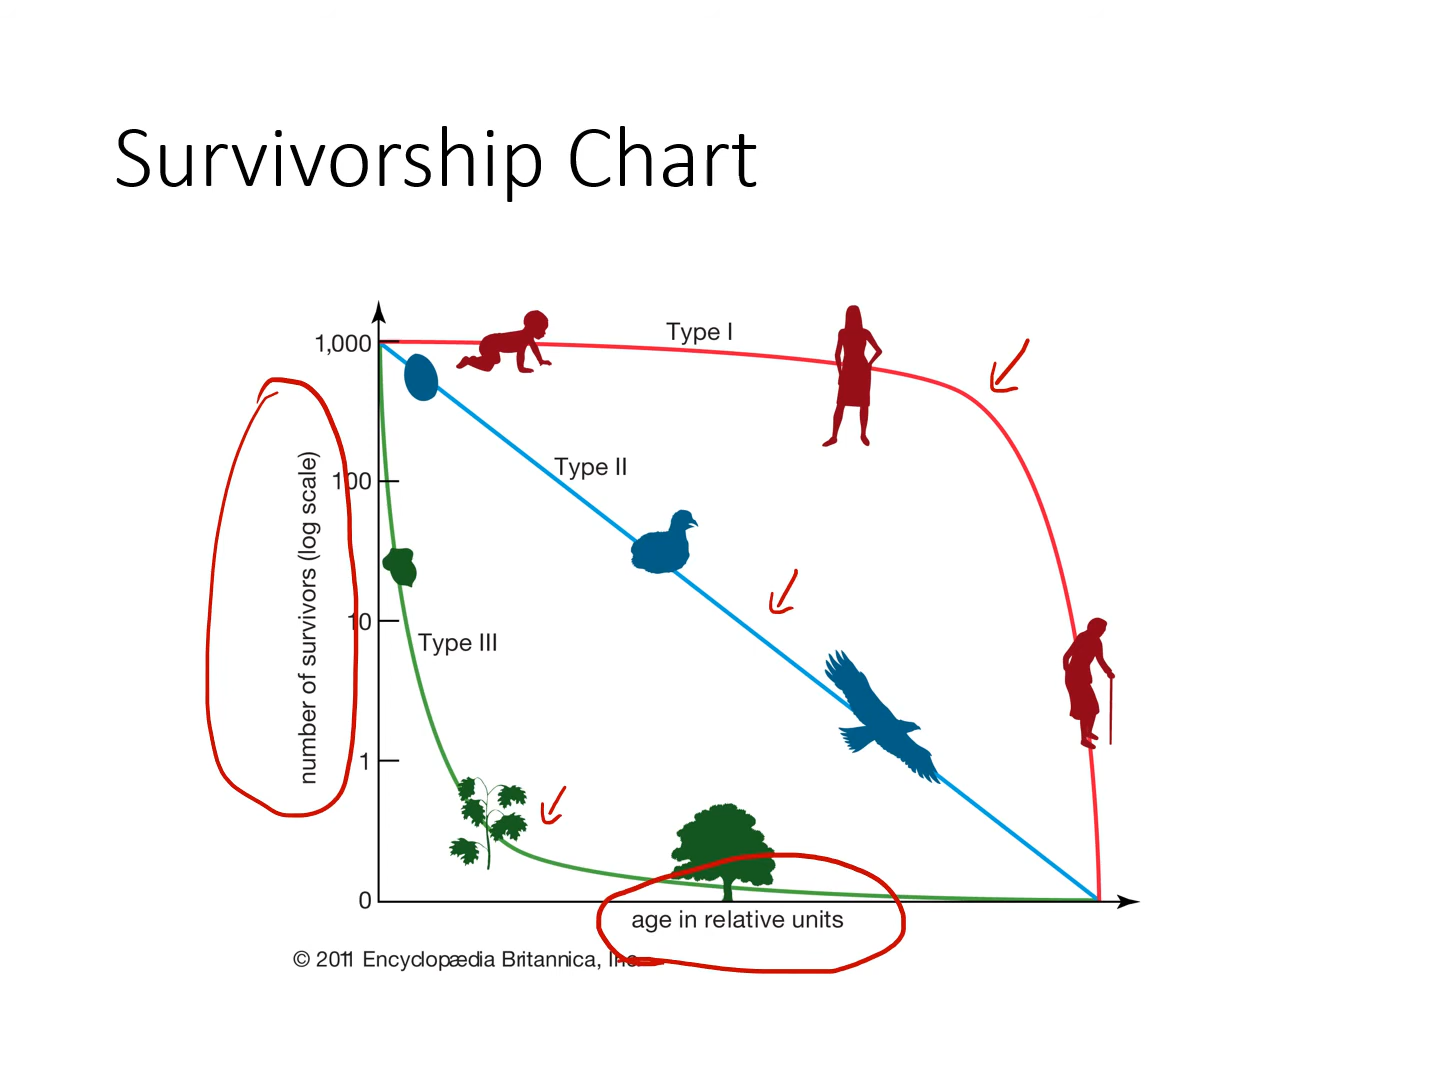 Survivorship Chart
1,000
Type I
Type II
100
number of survivors (log scale)
10
Type III
1
0
age in relative units
© 2011 Encyclopædia Britannica, Inc.